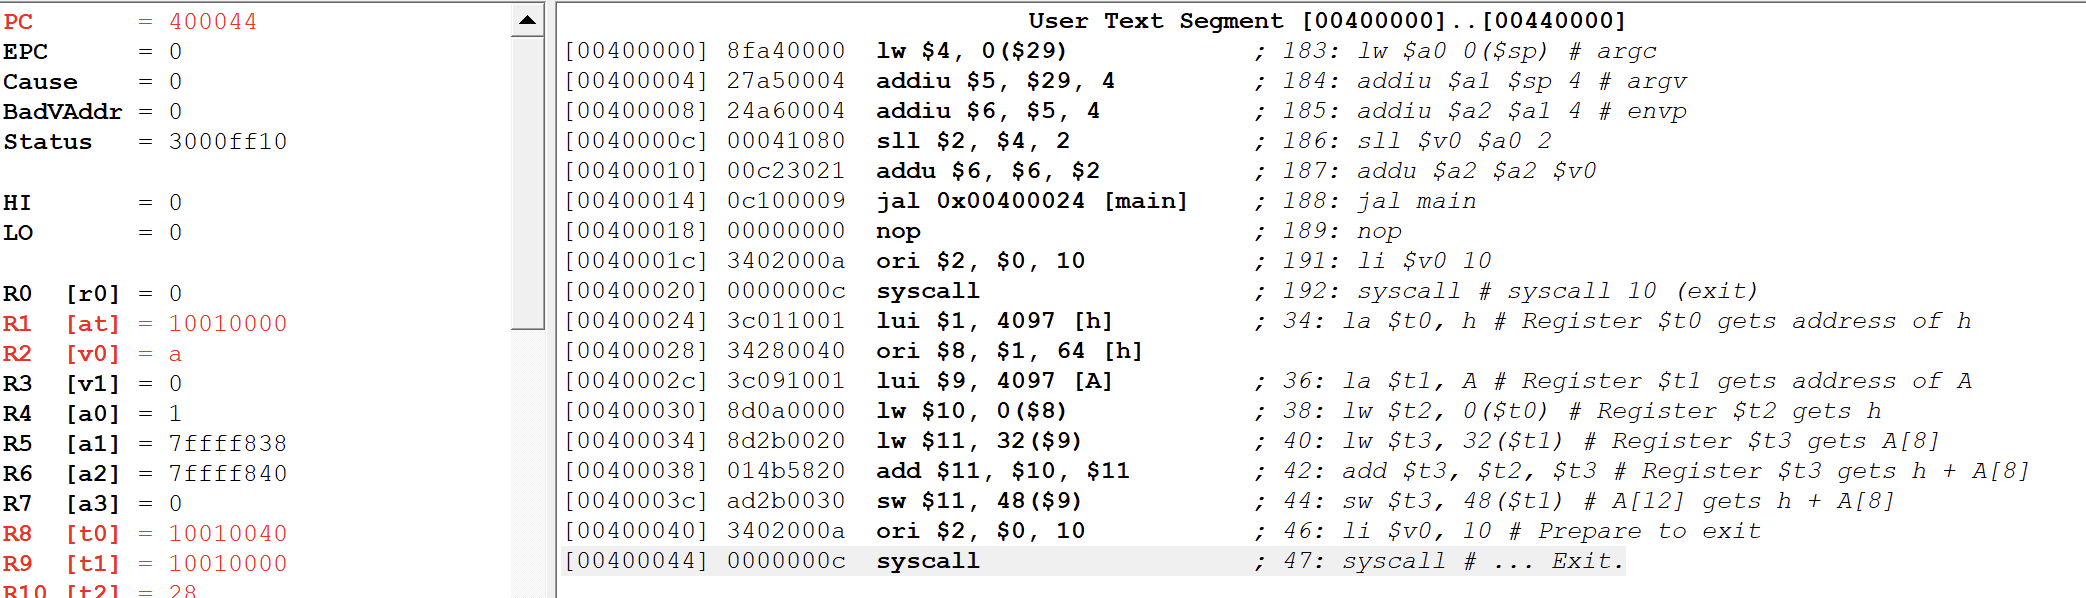 PC       = 400044
EPC      = 0
Cause    = 0
BadVAddr = 0
Status   = 3000ff10
HI       = 0
LO       = 0
R0  [r0] = 0
R1  [at] = 10010000
R2  [v0] = a
R3  [v1] = 0
R4  [a0] = 1
R5  [a1] = 7ffff838
R6  [a2] = 7ffff840
R7  [a3] = 0
R8  [t0] = 10010040
R9  [t1] = 10010000
R10 [t2] = 28
User Text Segment [00400000]..[00440000]
[00400000] 8fa40000  lw $4, 0($29)            ; 183: lw $a0 0($sp) # argc
[00400004] 27a50004  addiu $5, $29, 4         ; 184: addiu $a1 $sp 4 # argv
[00400008] 24a60004  addiu $6, $5, 4          ; 185: addiu $a2 $a1 4 # envp
[0040000c] 00041080  sll $2, $4, 2            ; 186: sll $v0 $a0 2
[00400010] 00c23021  addu $6, $6, $2          ; 187: addu $a2 $a2 $v0
[00400014] 0c100009  jal 0x00400024 [main]    ; 188: jal main
[00400018] 00000000  nop                      ; 189: nop
[0040001c] 3402000a  ori $2, $0, 10           ; 191: li $v0 10
[00400020] 0000000c  syscall                  ; 192: syscall # syscall 10 (exit)
[00400024] 3c011001  lui $1, 4097 [h]         ; 34: la $t0, h # Register $t0 gets address of h
[00400028] 34280040  ori $8, $1, 64 [h]
[0040002c] 3c091001  lui $9, 4097 [A]         ; 36: la $t1, A # Register $t1 gets address of A
[00400030] 8d0a0000  lw $10, 0($8)            ; 38: lw $t2, 0($t0) # Register $t2 gets h
[00400034] 8d2b0020  lw $11, 32($9)           ; 40: lw $t3, 32($t1) # Register $t3 gets A[8]
[00400038] 014b5820  add $11, $10, $11        ; 42: add $t3, $t2, $t3 # Register $t3 gets h + A[8]
[0040003c] ad2b0030  sw $11, 48($9)           ; 44: sw $t3, 48($t1) # A[12] gets h + A[8]
[00400040] 3402000a  ori $2, $0, 10           ; 46: li $v0, 10 # Prepare to exit
[00400044] 0000000c  syscall                  ; 47: syscall # ... Exit.